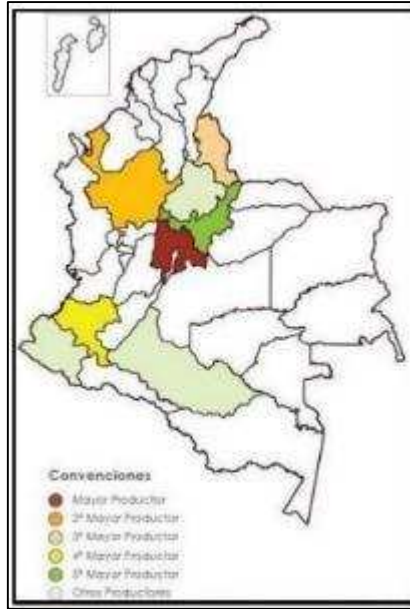 Convenciones
Mayor Productor
2º Mayor Productor
3º Mayor Productor
4º Mayor Productor
5º Mayor Productor
Otros Productores